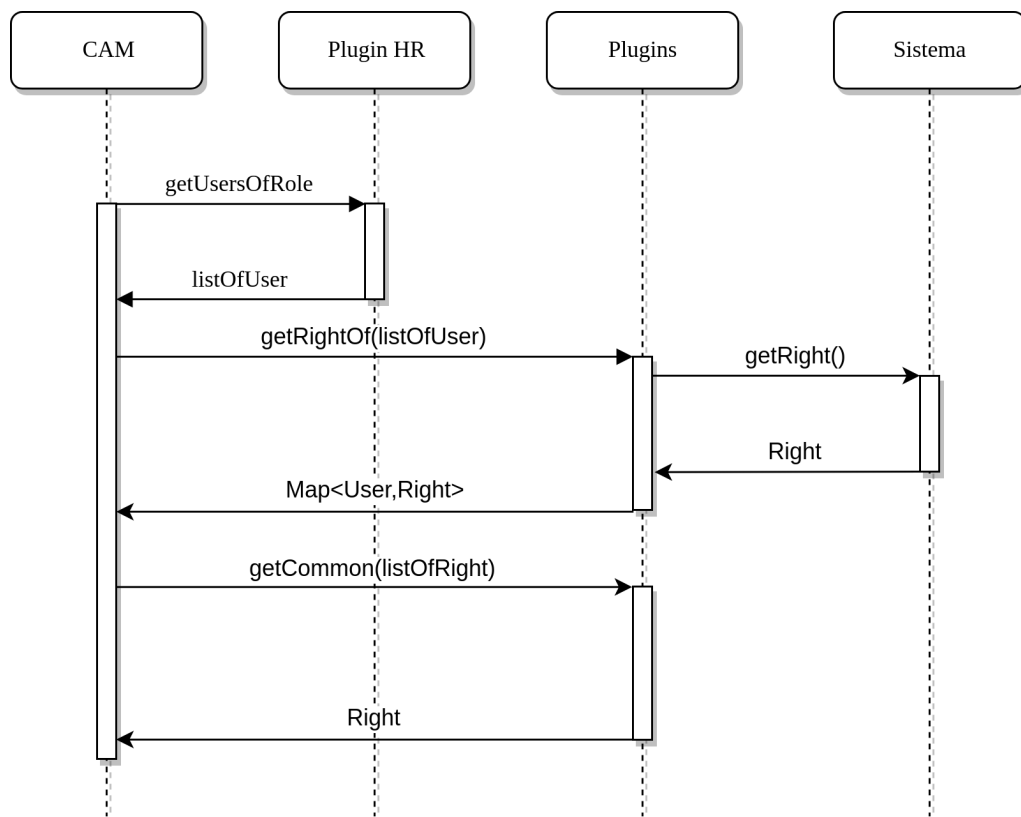 CAM
Plugin HR
Plugins
Sistema
getUsersOfRole
listOfUser
getRightOf(listOfUser)
getRight()
Right
Map<User,Right>
getCommon(listOfRight)
Right